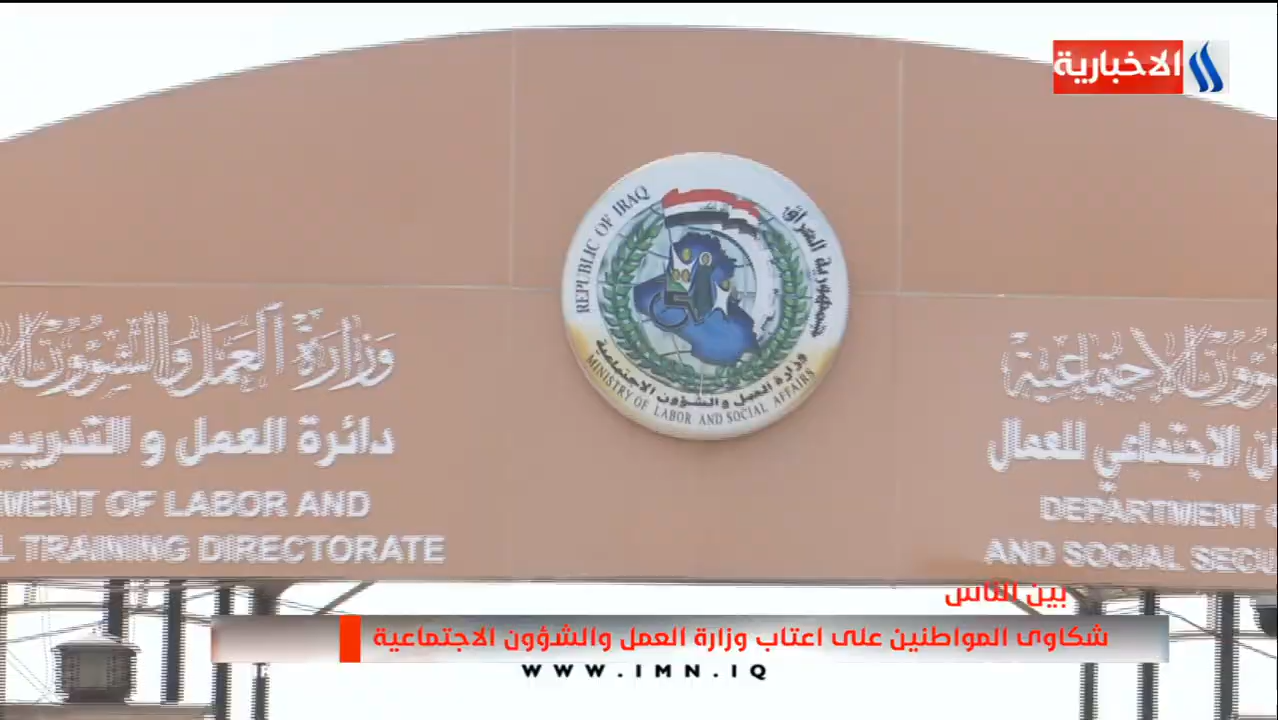 الاخبارية
REPUBLIC OF IRAQ
جمهورية العراق
وزارة العمل والشؤون الاجتماعية
MINISTRY OF LABOR AND SOCIAL AFFAIRS
وزارة العمل والشؤون
دائرة العمل و التدريب
OF LABOR AND
TRAINING DIRECTORATE
الاجتماعية
الاجتماعي للعمال
DEPARTMENT
AND SOCIAL
بين الناس
شكاوى المواطنين على اعتاب وزارة العمل والشؤون الاجتماعية
WWW.IMN.IQ